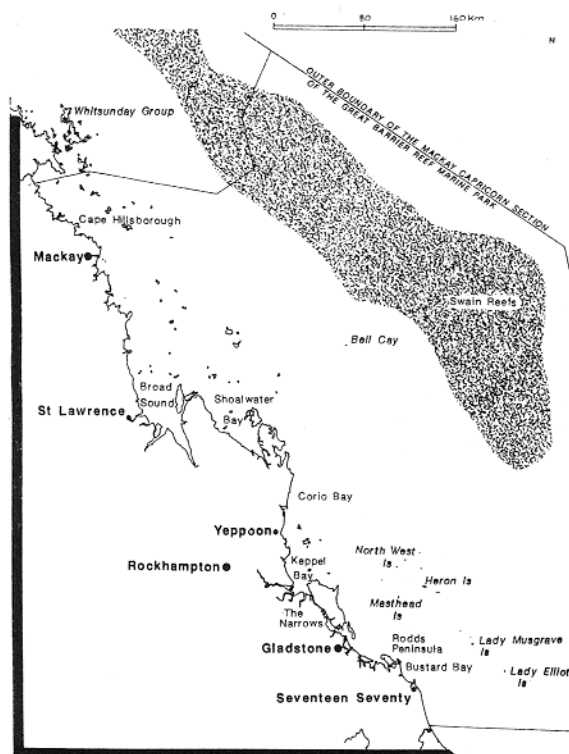 0 80 160 km
N
OUTER BOUNDARY OF THE MACKAY CAPRICORN SECTION
OF THE GREAT BARRIER REEF MARINE PARK
Whitsunday Group
Cape Hillsborough
Mackay
Swain Reefs
Bell Cay
Broad
Sound
Shoalwater
Bay
St Lawrence
Corio Bay
Yeppoon
North West
Is
Keppel
Bay
Rockhampton
Heron Is
Masthead
Is
The
Narrows
Rodds
Peninsula
Lady Musgrave
Is
Gladstone
Bustard Bay
Lady Elliot
Is
Seventeen Seventy